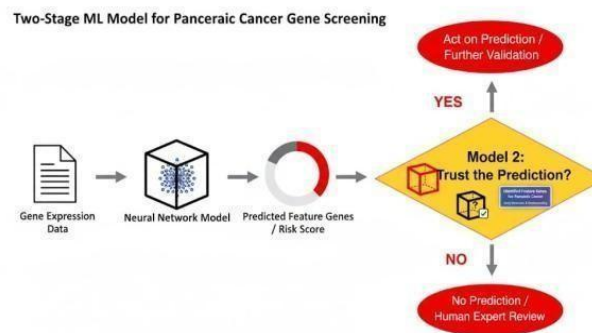 Two-Stage ML Model for Panceraic Cancer Gene Screening
Act on Prediction /
Further Validation
YES
Gene Expression
Data
Neural Network Model
Predicted Feature Genes
/ Risk Score
Model 2:
Trust the Prediction?
?
NO
No Prediction /
Human Expert Review